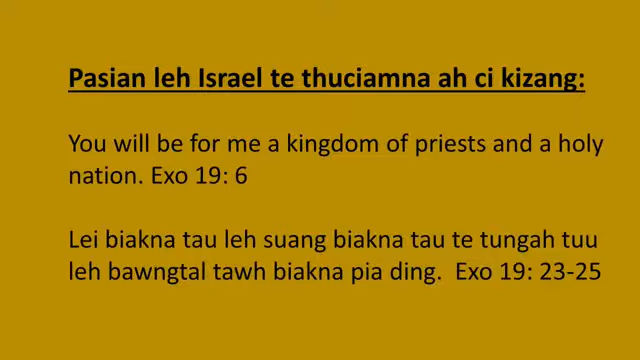 Pasian leh Israel te thuciamna ah ci kizang:
You will be for me a kingdom of priests and a holy
nation. Exo 19: 6
Lei biakna tau leh suang biakna tau te tungah tuu
leh bawngtal tawh biakna pia ding.  Exo 19: 23-25